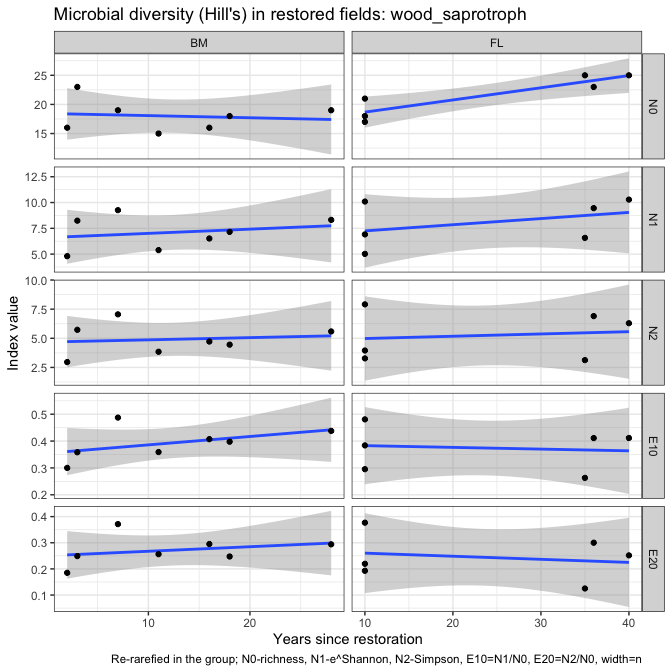 Microbial diversity (Hill's) in restored fields: wood_saprotroph
BM
FL
25
20
15
N0
12.5
10.0
7.5
5.0
N1
10.0
7.5
5.0
2.5
N2
Index value
0.5
0.4
0.3
0.2
E10
0.4
0.3
0.2
0.1
E20
10
20
10
20
30
40
Years since restoration
Re-rarefied in the group; N0-richness, N1-e^Shannon, N2-Simpson, E10=N1/N0, E20=N2/N0, width=n